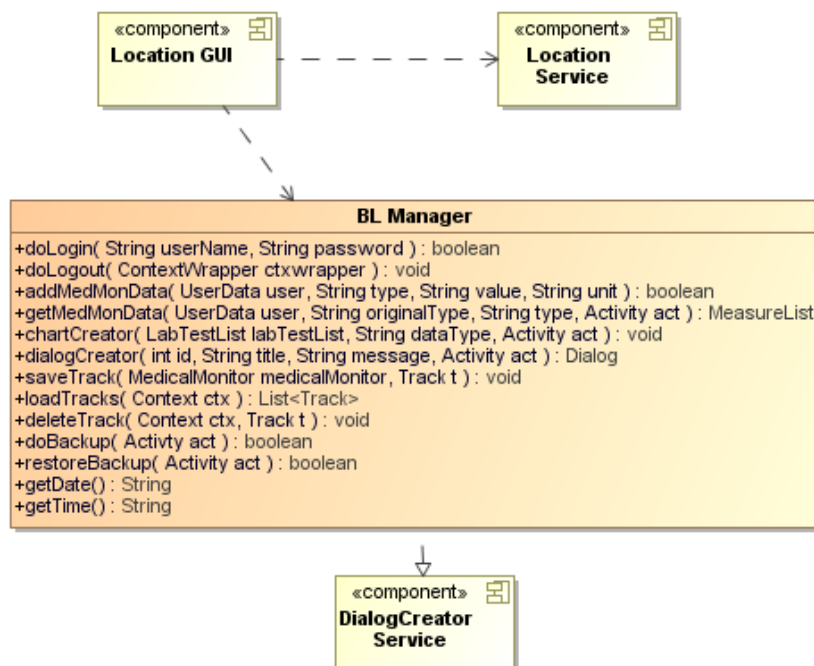 «component»
Location GUI
«component»
Location
Service
BL Manager
+doLogin( String userName, String password ) : boolean
+doLogout( ContextWrapper ctxwrapper ) : void
+addMedMonData( UserData user, String type, String value, String unit ) : boolean
+getMedMonData( UserData user, String originalType, String type, Activity act ) : MeasureList
+chartCreator( LabTestList labTestList, String dataType, Activity act ) : void
+dialogCreator( int id, String title, String message, Activity act ) : Dialog
+saveTrack( MedicalMonitor medicalMonitor, Track t ) : void
+loadTracks( Context ctx ) : List<Track>
+deleteTrack( Context ctx, Track t ) : void
+doBackup( Activty act ) : boolean
+restoreBackup( Activity act ) : boolean
+getDate() : String
+getTime() : String
«component»
DialogCreator
Service